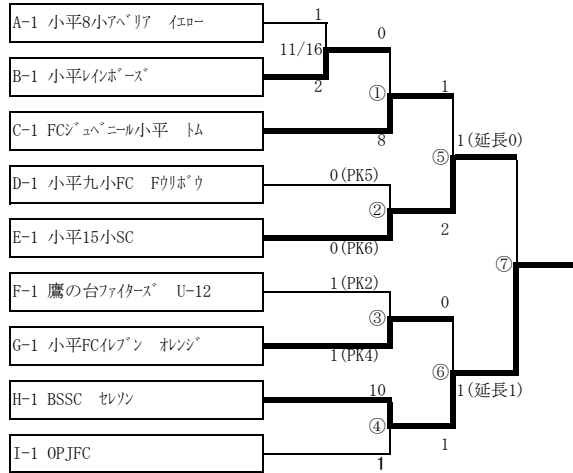 A-1 小平8小ｱﾍﾞﾘｱ ｲｴﾛｰ
1
0
11/16
B-1 小平ﾚｲﾝﾎﾞｰｽﾞ
2
①
1
C-1 FCｼﾞｭﾍﾞﾆｰﾙ小平 ﾄﾑ
8
1(延長0)
⑤
D-1 小平九小FC Fｳﾘﾎﾞｳ
0(PK5)
②
E-1 小平15小SC
0(PK6)
2
⑦
F-1 鷹の台ﾌｧｲﾀｰｽﾞ U-12
1(PK2)
0
③
G-1 小平FCｲﾚﾌﾞﾝ ｵﾚﾝｼﾞ
1(PK4)
⑥
H-1 BSSC ｾﾚｿﾝ
10
1(延長1)
④
1
I-1 OPJFC
1